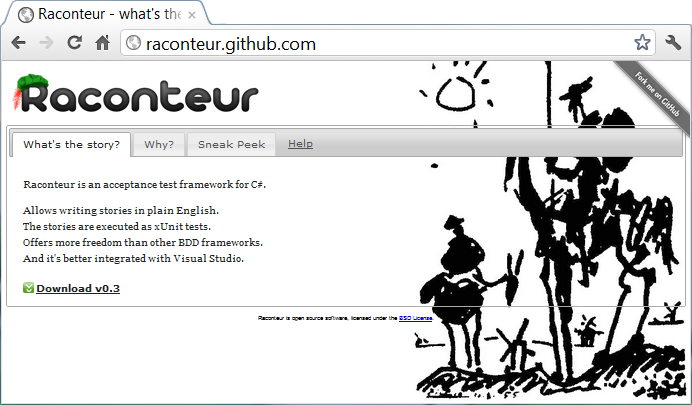 Raconteur - what's the
raconteur.github.com
Fork me on GitHub
Raconteur
What's the story? Why? Sneak Peek Help
Raconteur is an acceptance test framework for C#.
Allows writing stories in plain English.
The stories are executed as xUnit tests.
Offers more freedom than other BDD frameworks.
And it's better integrated with Visual Studio.
Download v0.3
Raconteur is open source software, licensed under the BSD License.